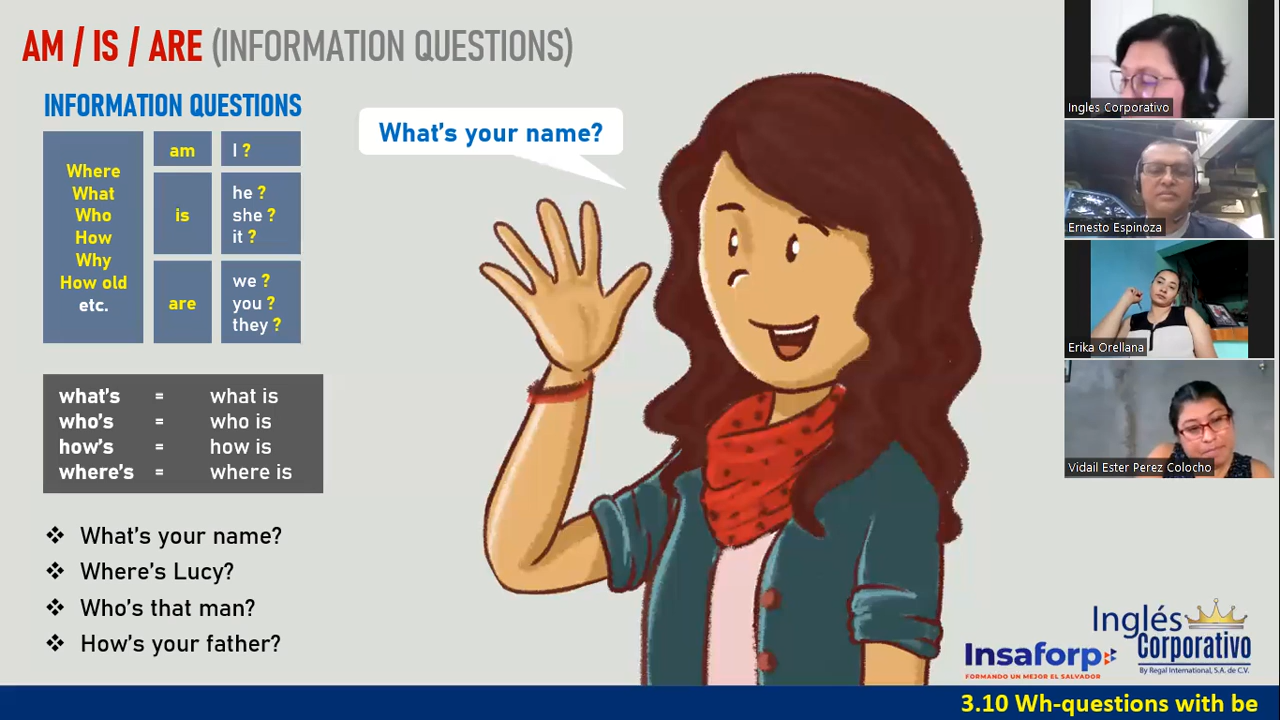 AM / IS / ARE (INFORMATION QUESTIONS)
INFORMATION QUESTIONS
Where
What
Who
How
Why
How old
etc.
am
I ?
is
he ?
she ?
it ?
are
we ?
you ?
they ?
what's = what is
who's = who is
how's = how is
where's = where is
❖ What's your name?
❖ Where's Lucy?
❖ Who's that man?
❖ How's your father?
What's your name?
Ingles Corporativo
Ernesto Espinoza
Erika Orellana
Vidail Ester Perez Colocho
Insaforp
FORMANDO UN MEJOR EL SALVADOR
Inglés
Corporativo
By Regal International, S.A. de C.V.
3.10 Wh-questions with be